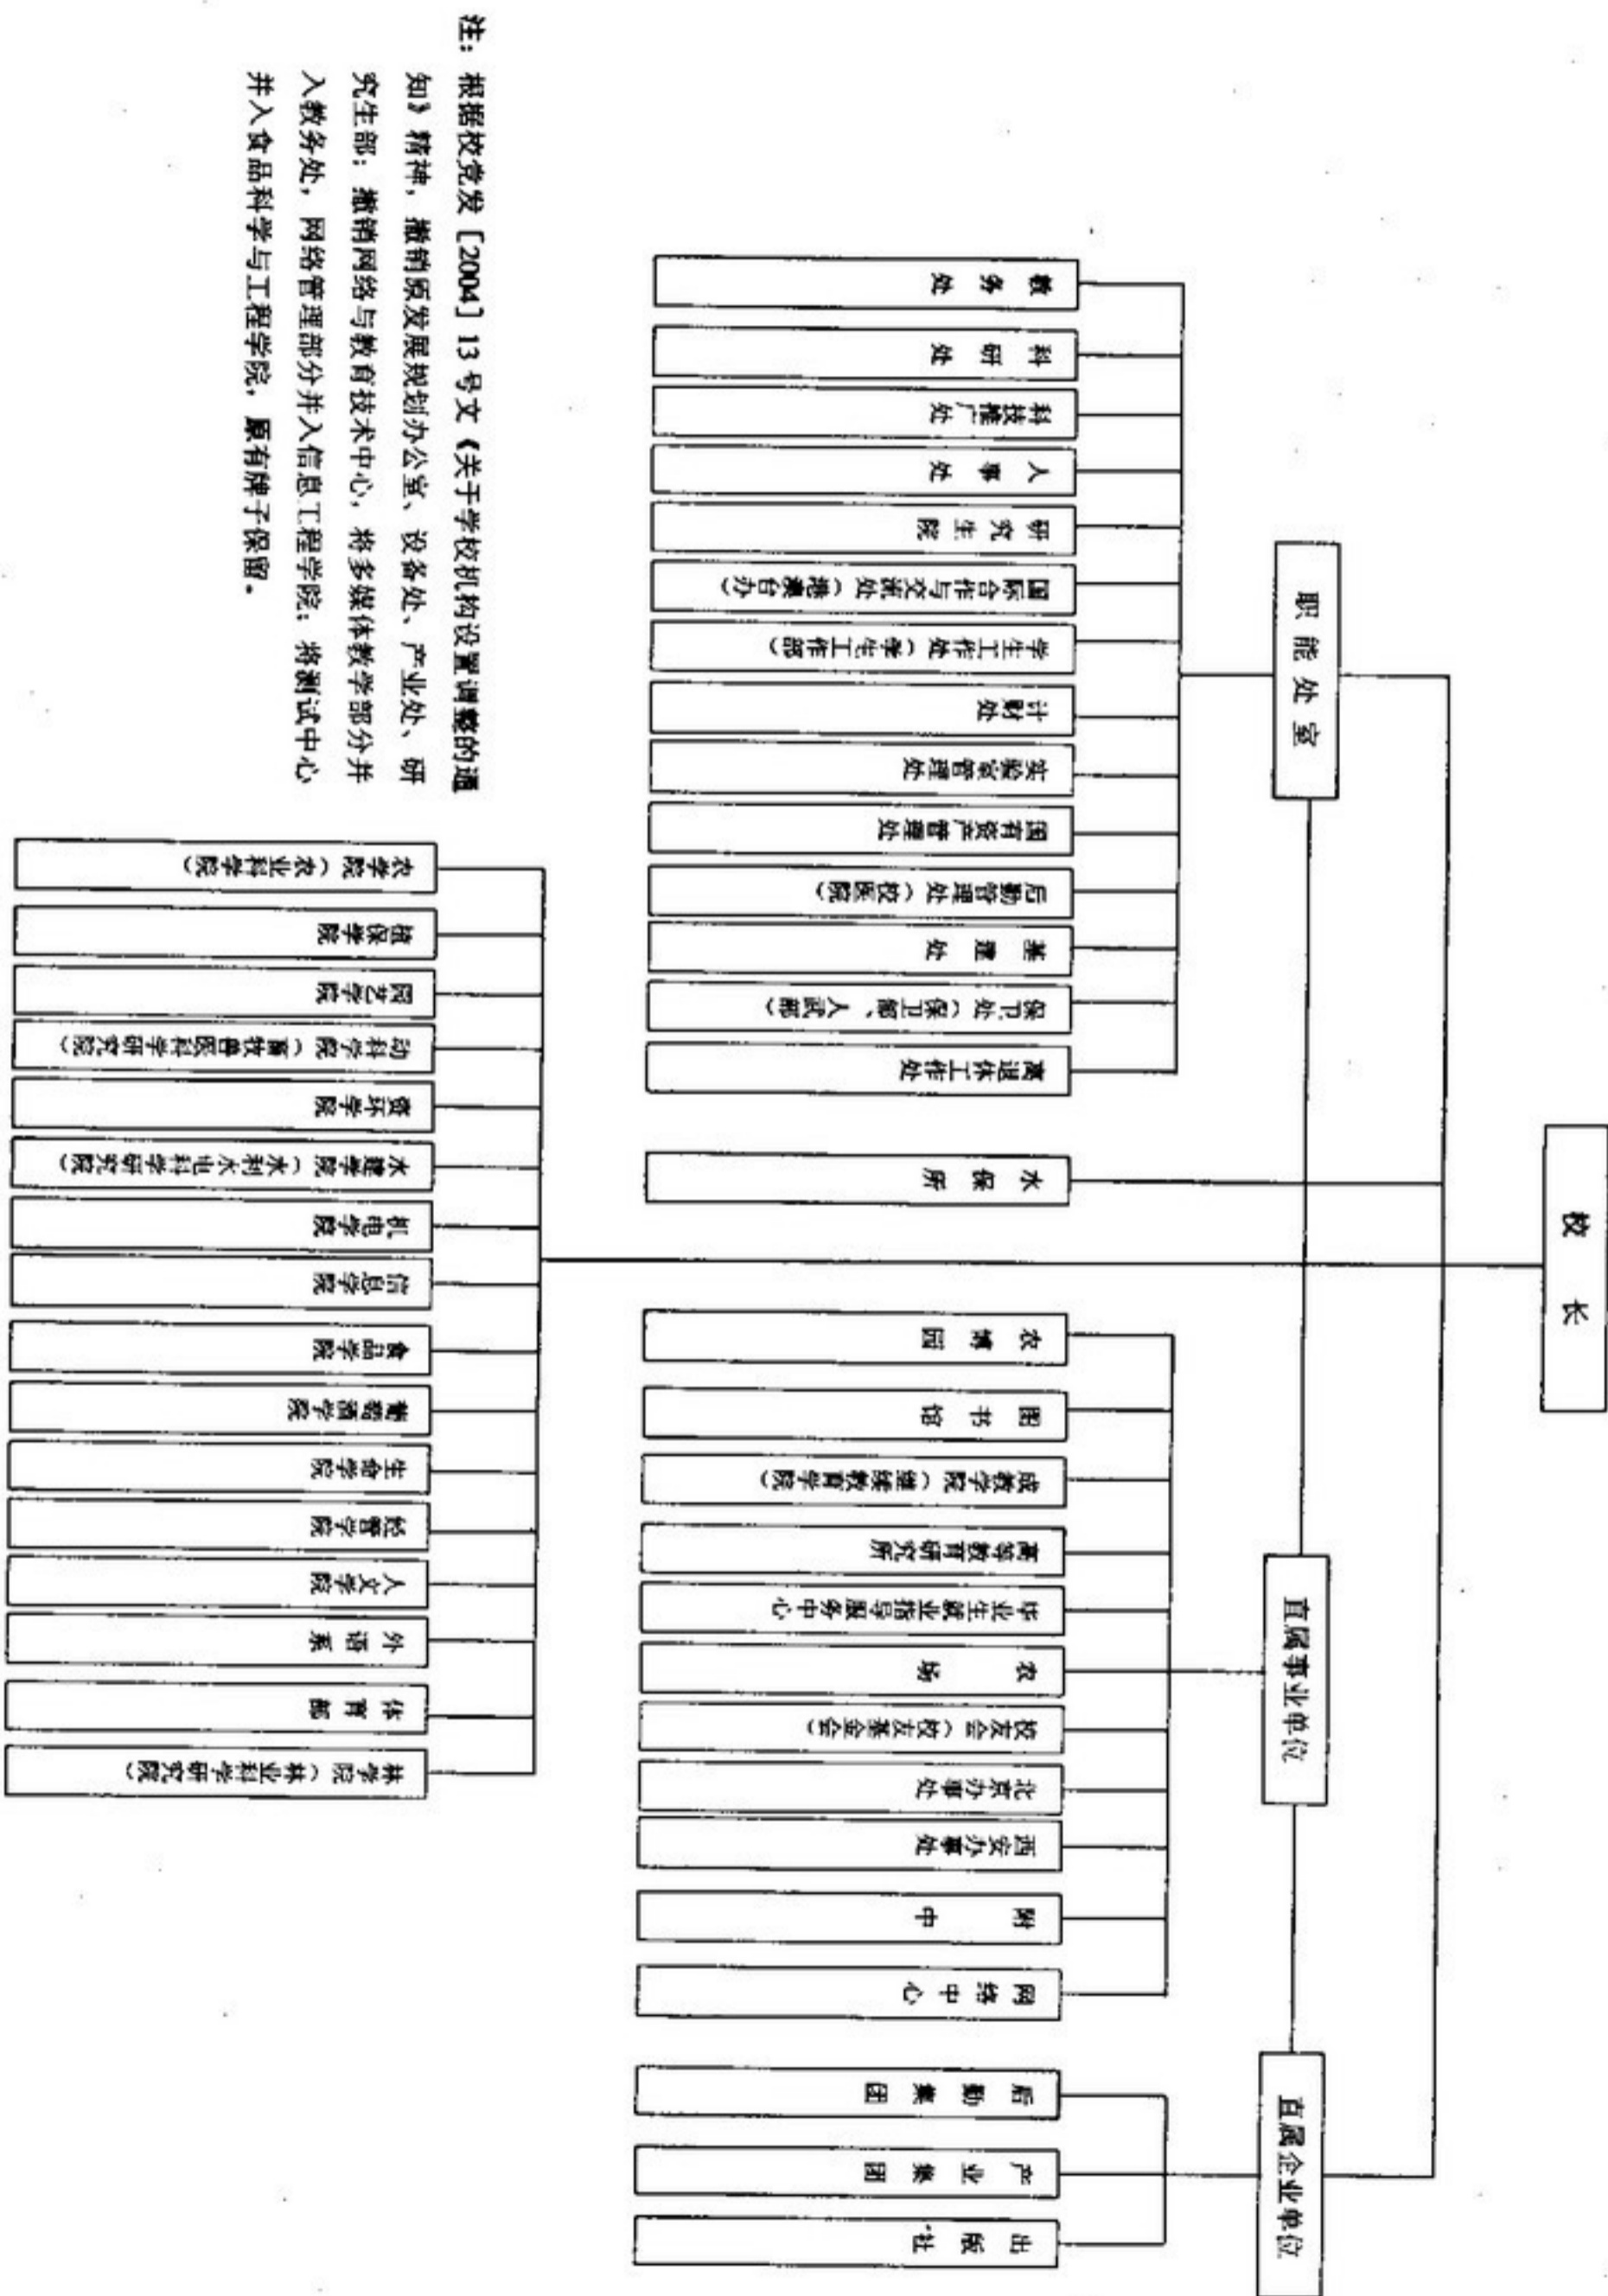 校 长
职能处室
直属事业单位
直属企业单位
教务处
科研处
科技推广处
人事处
研究生院
国际合作与交流处（港澳台办）
学生工作处（学生工作部）
计财处
实验室管理处
国有资产管理处
后勤管理处（校医院）
基建处
保卫处（保卫部、人武部）
离退休工作处
水保所
农博园
图书馆
成教学院（继续教育学院）
高等教育研究所
毕业生就业指导服务中心
农场
校友会（校友基金会）
北京办事处
西安办事处
附中
网络中心
后勤集团
产业集团
出版社
农学院（农业科学院）
植保学院
园艺学院
动科学院（畜牧兽医科学研究院）
资环学院
水建学院（水利水电科学研究院）
机电学院
信息学院
食品学院
葡萄酒学院
生命学院
经管学院
人文学院
外语系
体育部
林学院（林业科学研究院）
注：根据校党发［2004］13号文《关于学校机构设置调整的通
知》精神，撤销原发展规划办公室、设备处、产业处、研
究生部；撤销网络与教育技术中心，将多媒体教学部分并
入教务处，网络管理部分并入信息工程学院；将测试中心
并入食品科学与工程学院，原有牌子保留。